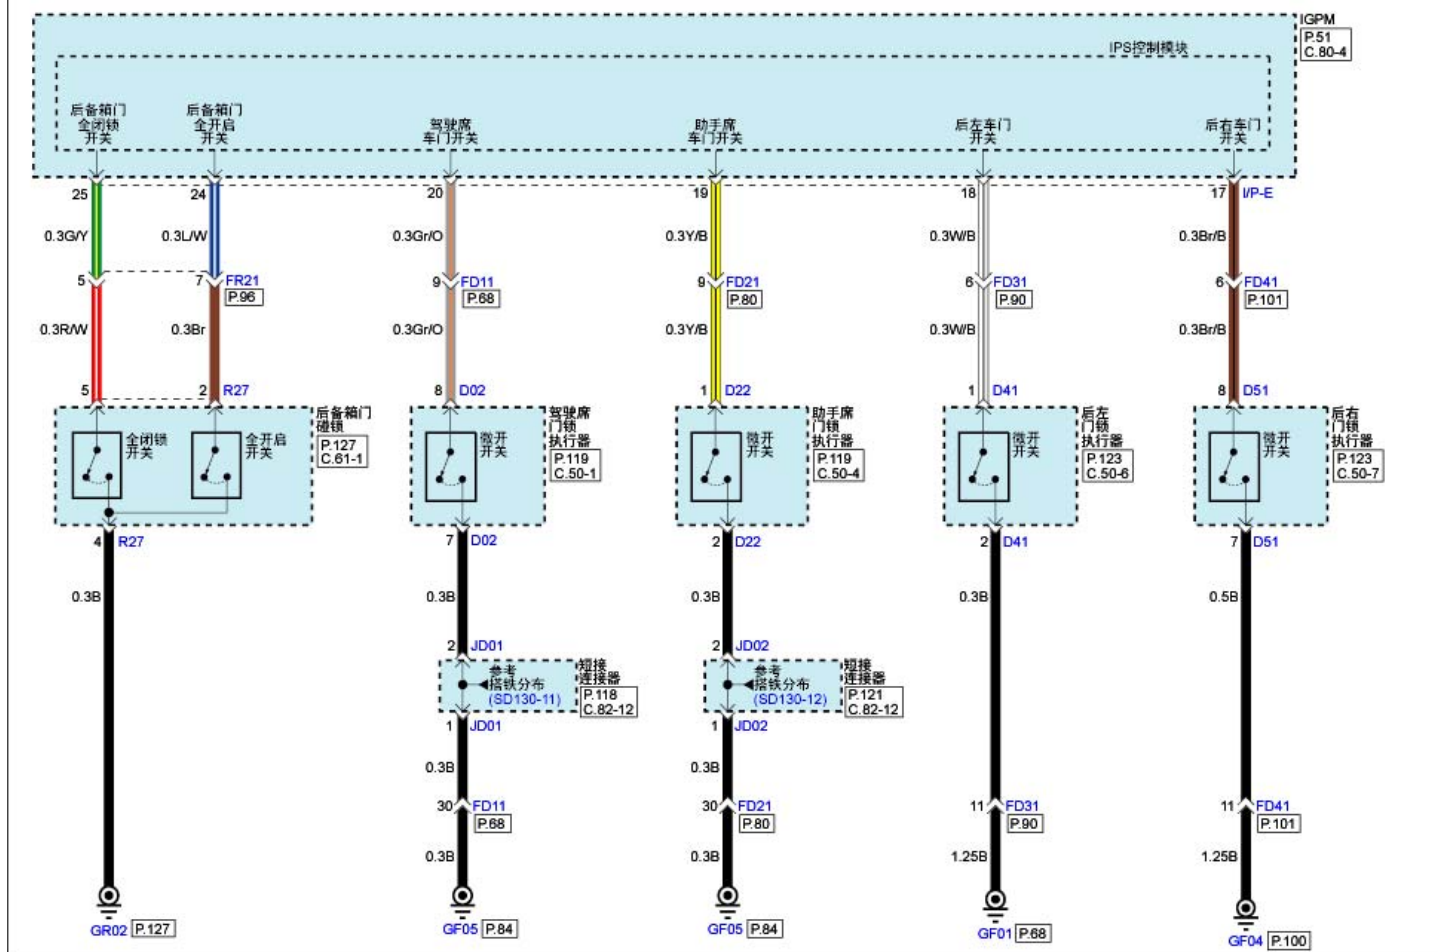 IGPM
P.51
C.80-4
IPS控制模块
后备箱门
全闭锁
开关
后备箱门
全开启
开关
驾驶席
车门开关
助手席
车门开关
后左车门
开关
后右车门
开关
25
24
20
19
18
17
I/P-E
0.3G/Y
0.3L/W
0.3Gr/O
0.3Y/B
0.3W/B
0.3Br/B
5
7
FR21
P.96
9
FD11
P.68
9
FD21
P.80
6
FD31
P.90
6
FD41
P.101
0.3R/W
0.3Br
0.3Gr/O
0.3Y/B
0.3W/B
0.3Br/B
5
2
R27
8
D02
1
D22
1
D41
8
D51
全闭锁
开关
全开启
开关
后备箱门
碰锁
P.127
C.61-1
微开
开关
驾驶席
门锁
执行器
P.119
C.50-1
微开
开关
助手席
门锁
执行器
P.119
C.50-4
微开
开关
后左
门锁
执行器
P.123
C.50-6
微开
开关
后右
门锁
执行器
P.123
C.50-7
4
R27
7
D02
2
D22
2
D41
7
D51
0.3B
0.3B
0.3B
0.3B
0.5B
2
JD01
2
JD02
参考
搭铁分布
(SD130-11)
短接
连接器
P.118
C.82-12
参考
搭铁分布
(SD130-12)
短接
连接器
P.121
C.82-12
1
JD01
1
JD02
0.3B
0.3B
30
FD11
P.68
30
FD21
P.80
11
FD31
P.90
11
FD41
P.101
0.3B
0.3B
1.25B
1.25B
GR02
P.127
GF05
P.84
GF05
P.84
GF01
P.68
GF04
P.100